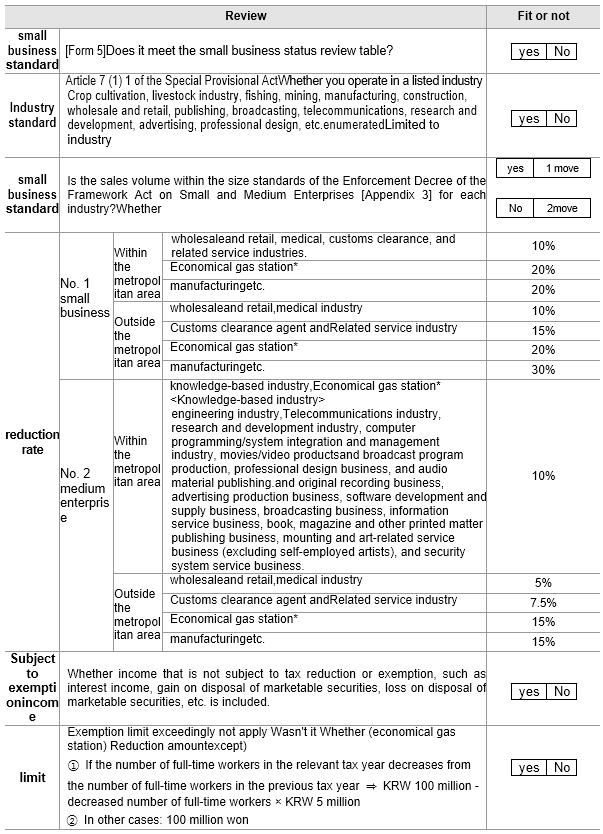 Review
Fit or not
small
business
standard
[Form 5]Does it meet the small business status review table?
yes No
Industry
standard
Article 7 (1) 1 of the Special Provisional ActWhether you operate in a listed industry
Crop cultivation, livestock industry, fishing, mining, manufacturing, construction,
wholesale and retail, publishing, broadcasting, telecommunications, research and
development, advertising, professional design, etc.enumeratedLimited to
industry
yes No
small
business
standard
Is the sales volume within the size standards of the Enforcement Decree of the
Framework Act on Small and Medium Enterprises [Appendix 3] for each
industry?Whether
yes 1 move
No 2move
reduction
rate
No. 1
small
business
Within
the
metropol
itan area
wholesaleand retail, medical, customs clearance, and
related service industries.
10%
Economical gas station*
20%
manufacturingetc.
20%
Outside
the
metropol
itan area
wholesaleand retail,medical industry
10%
Customs clearance agent andRelated service industry
15%
Economical gas station*
20%
manufacturingetc.
30%
No. 2
medium
enterpris
e
Within
the
metropol
itan area
knowledge-based industry,Economical gas station*
<Knowledge-based industry>
engineering industry,Telecommunications industry,
research and development industry, computer
programming/system integration and management
industry, movies/video productsand broadcast program
production, professional design business, and audio
material publishing.and original recording business,
advertising production business, software development and
supply business, broadcasting business, information
service business, book, magazine and other printed matter
publishing business, mounting and art-related service
business (excluding self-employed artists), and security
system service business.
10%
Outside
the
metropol
itan area
wholesaleand retail,medical industry
5%
Customs clearance agent andRelated service industry
7.5%
Economical gas station*
15%
manufacturingetc.
15%
Subject
to
exempti
onincom
e
Whether income that is not subject to tax reduction or exemption, such as
interest income, gain on disposal of marketable securities, loss on disposal of
marketable securities, etc. is included.
yes No
limit
Exemption limit exceedingly not apply Wasn't it Whether (economical gas
station) Reduction amountexcept)
① If the number of full-time workers in the relevant tax year decreases from
the number of full-time workers in the previous tax year ⇒ KRW 100 million -
decreased number of full-time workers × KRW 5 million
② In other cases: 100 million won
yes No